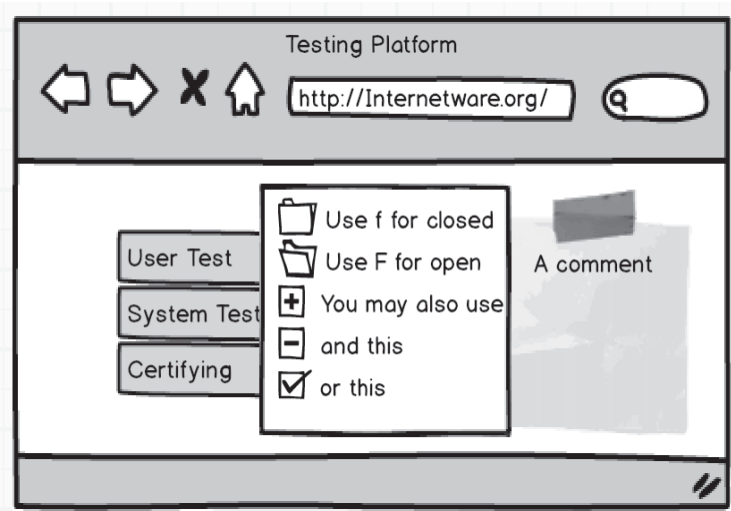 Testing Platform
http://Internetware.org/
User Test
System Test
Certifying
Use f for closed
Use F for open
You may also use
and this
or this
A comment